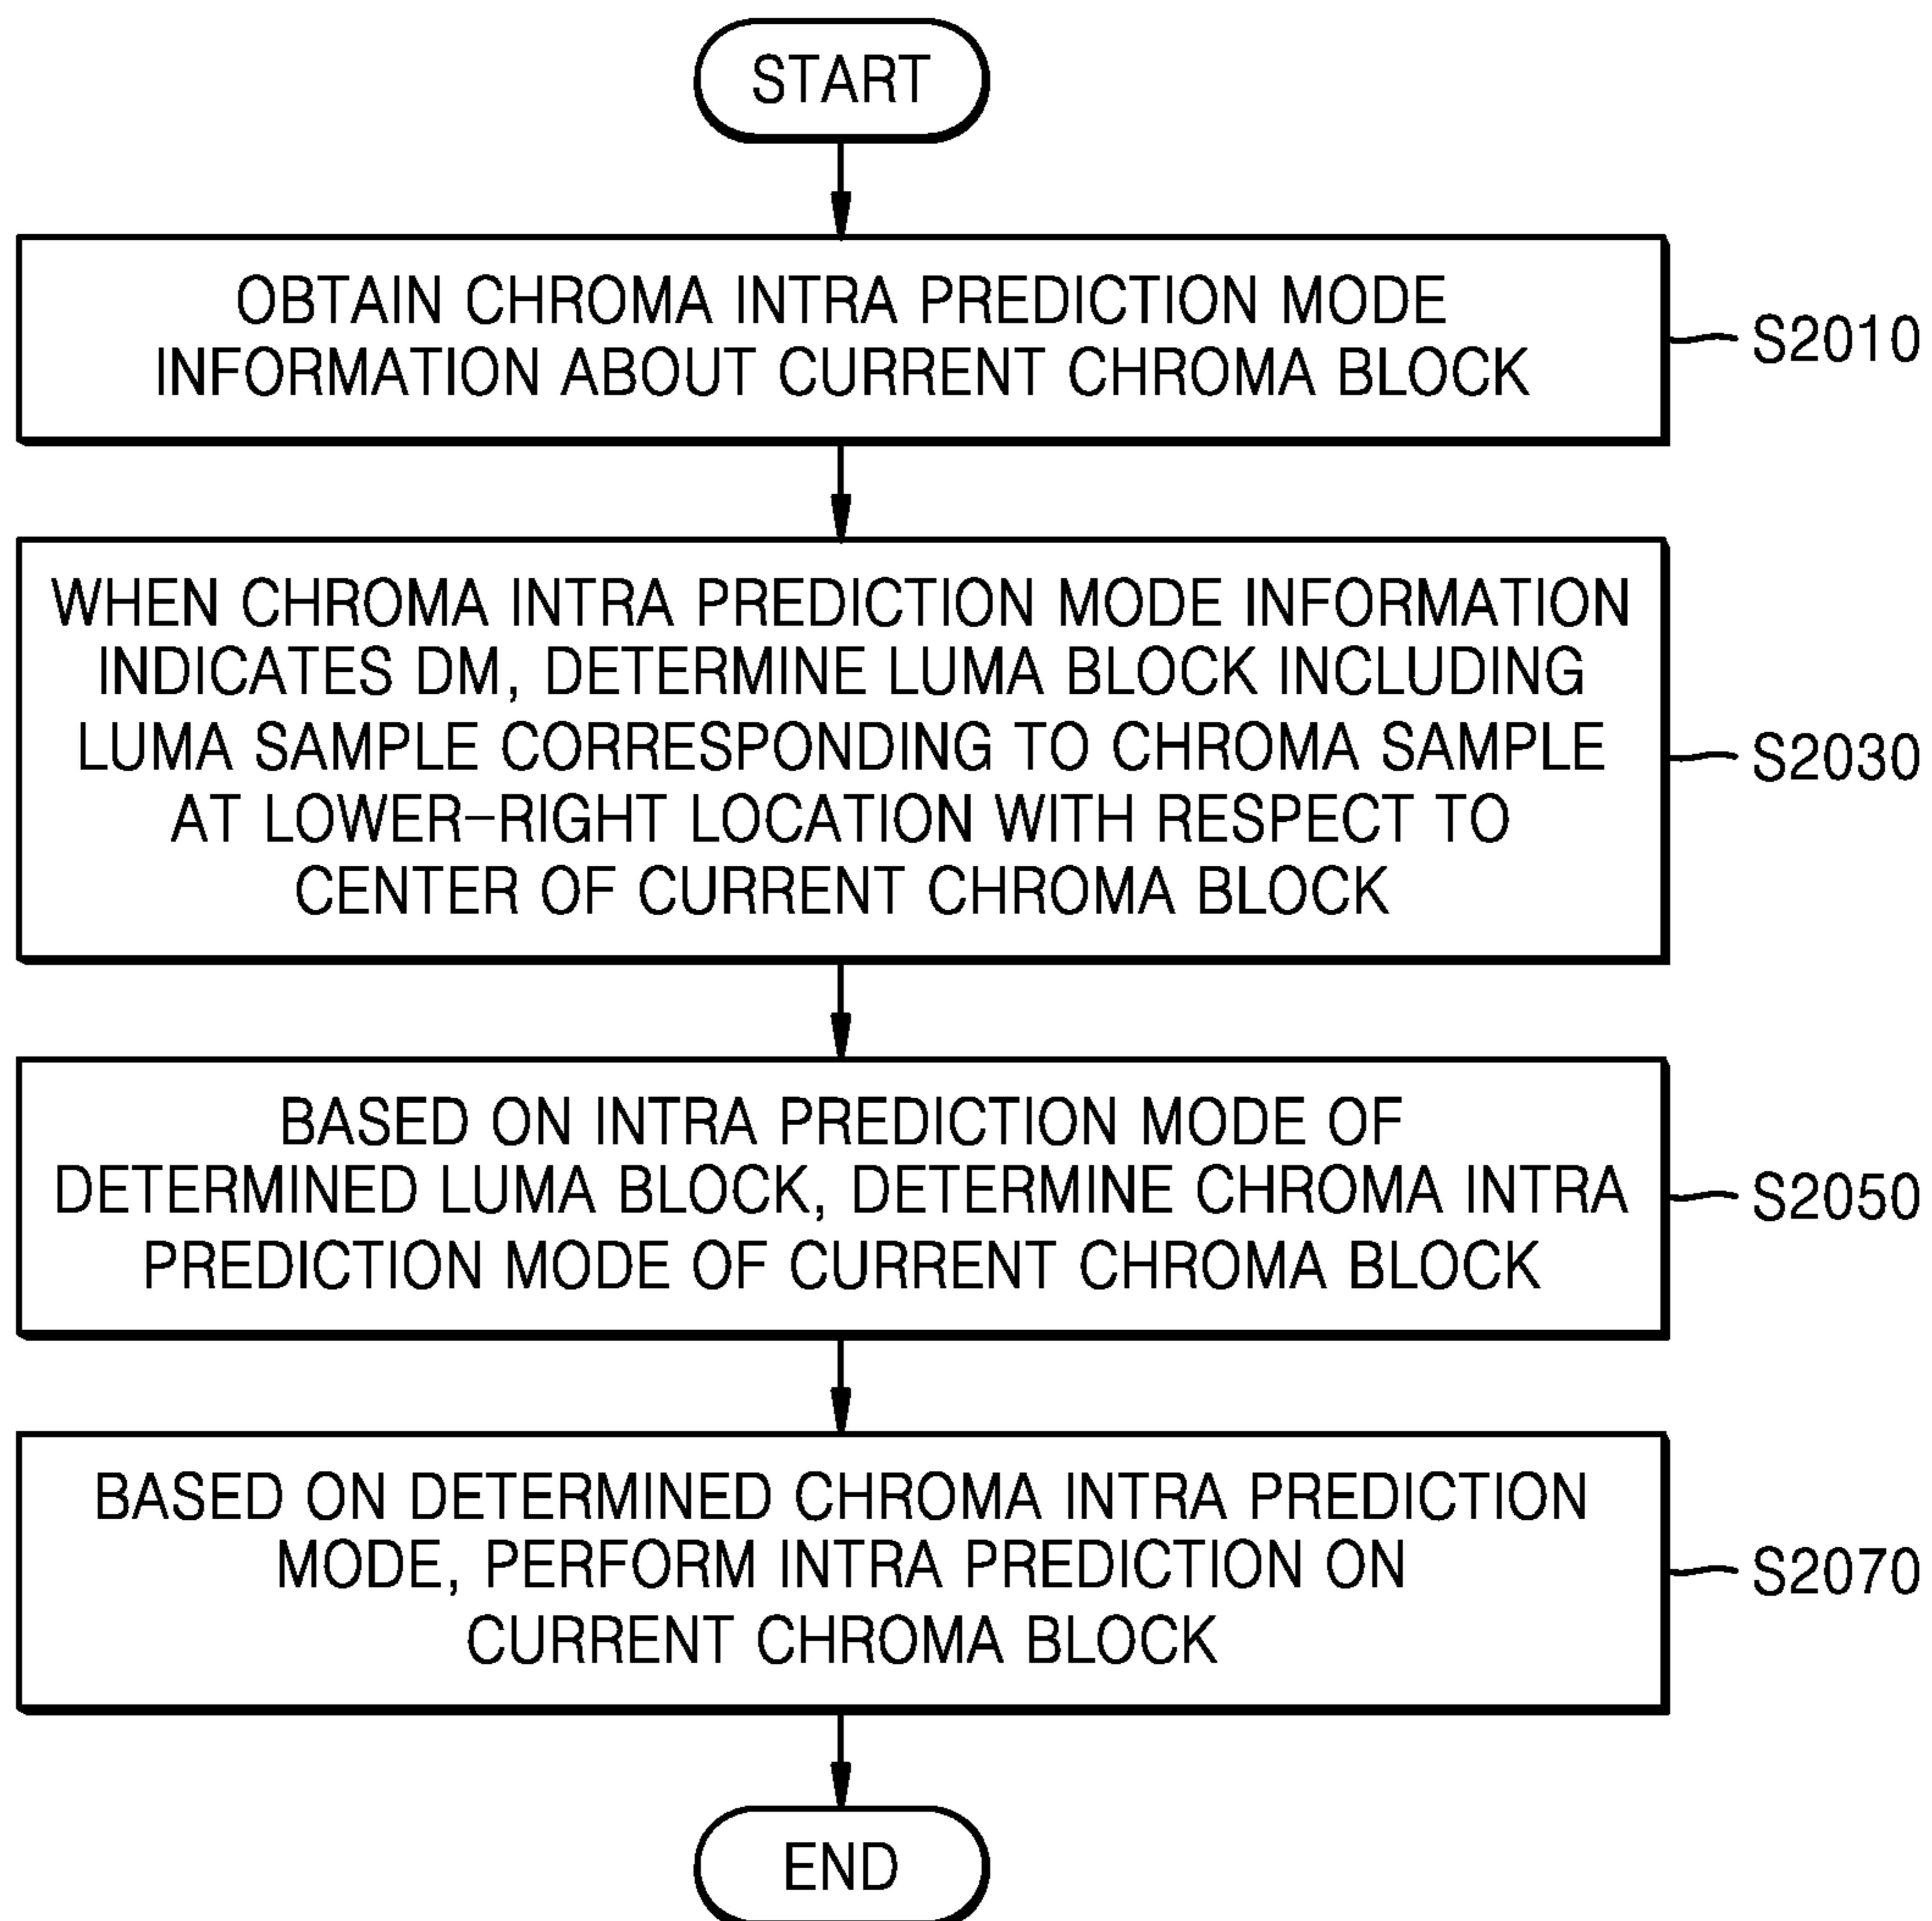 START
OBTAIN CHROMA INTRA PREDICTION MODE
INFORMATION ABOUT CURRENT CHROMA BLOCK
S2010
WHEN CHROMA INTRA PREDICTION MODE INFORMATION
INDICATES DM, DETERMINE LUMA BLOCK INCLUDING
LUMA SAMPLE CORRESPONDING TO CHROMA SAMPLE
AT LOWER-RIGHT LOCATION WITH RESPECT TO
CENTER OF CURRENT CHROMA BLOCK
S2030
BASED ON INTRA PREDICTION MODE OF
DETERMINED LUMA BLOCK, DETERMINE CHROMA INTRA
PREDICTION MODE OF CURRENT CHROMA BLOCK
S2050
BASED ON DETERMINED CHROMA INTRA PREDICTION
MODE, PERFORM INTRA PREDICTION ON
CURRENT CHROMA BLOCK
S2070
END